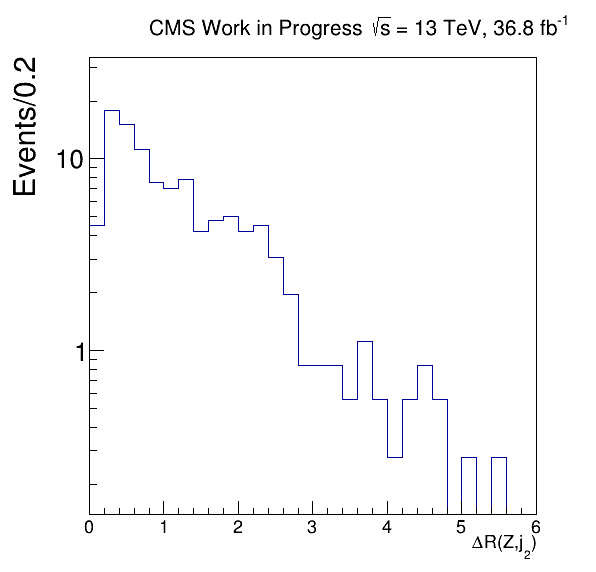 CMS Work in Progress √s = 13 TeV, 36.8 fb⁻¹
Events/0.2
10
1
0 1 2 3 4 5 6
ΔR(Z,j₂)